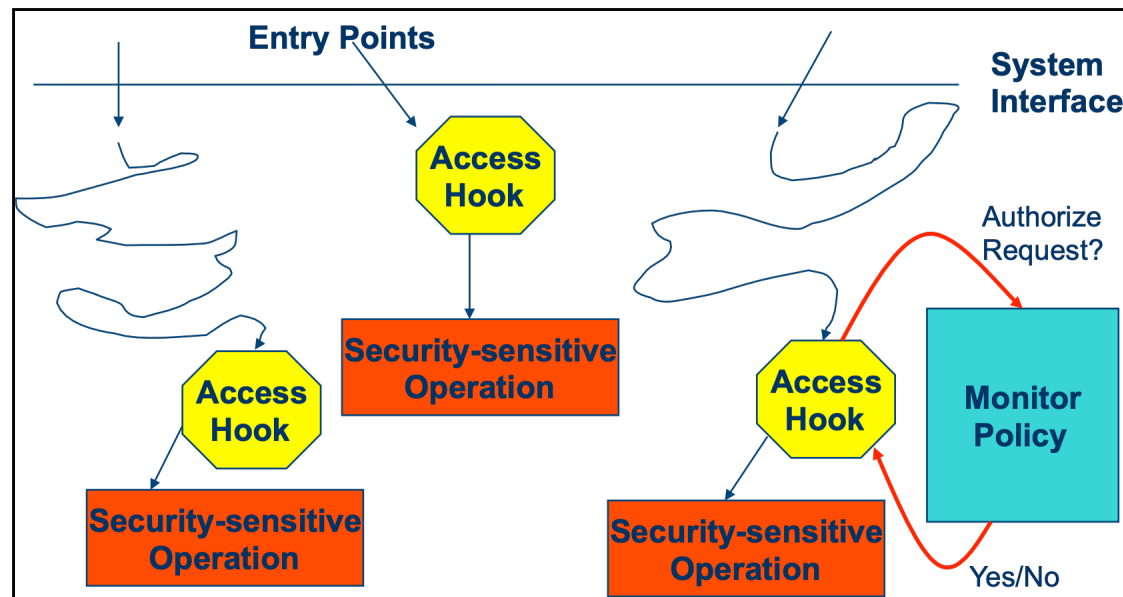 Entry Points
System
Interface
Access
Hook
Authorize
Request?
Security-sensitive
Operation
Access
Hook
Access
Hook
Monitor
Policy
Security-sensitive
Operation
Security-sensitive
Operation
Yes/No